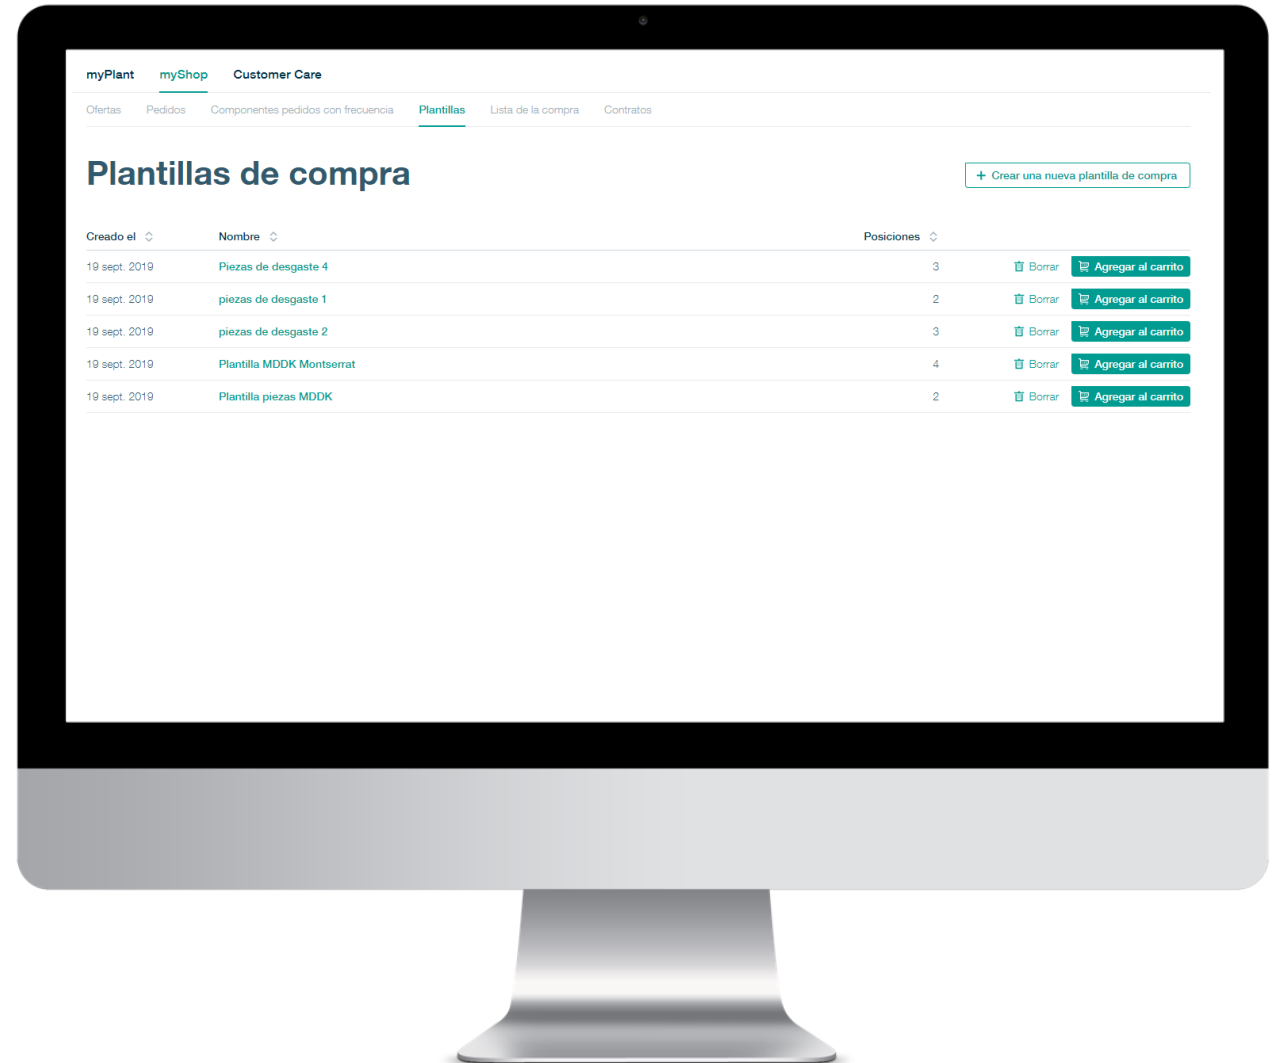 myPlant myShop Customer Care
Ofertas Pedidos Componentes pedidos con frecuencia Plantillas Lista de la compra Contratos
Plantillas de compra
+ Crear una nueva plantilla de compra
Creado el Nombre Posiciones
19 sept. 2019 Piezas de desgaste 4 3 Borrar Agregar al carrito
19 sept. 2019 piezas de desgaste 1 2 Borrar Agregar al carrito
19 sept. 2019 piezas de desgaste 2 3 Borrar Agregar al carrito
19 sept. 2019 Plantilla MDDK Montserrat 4 Borrar Agregar al carrito
19 sept. 2019 Plantilla piezas MDDK 2 Borrar Agregar al carrito